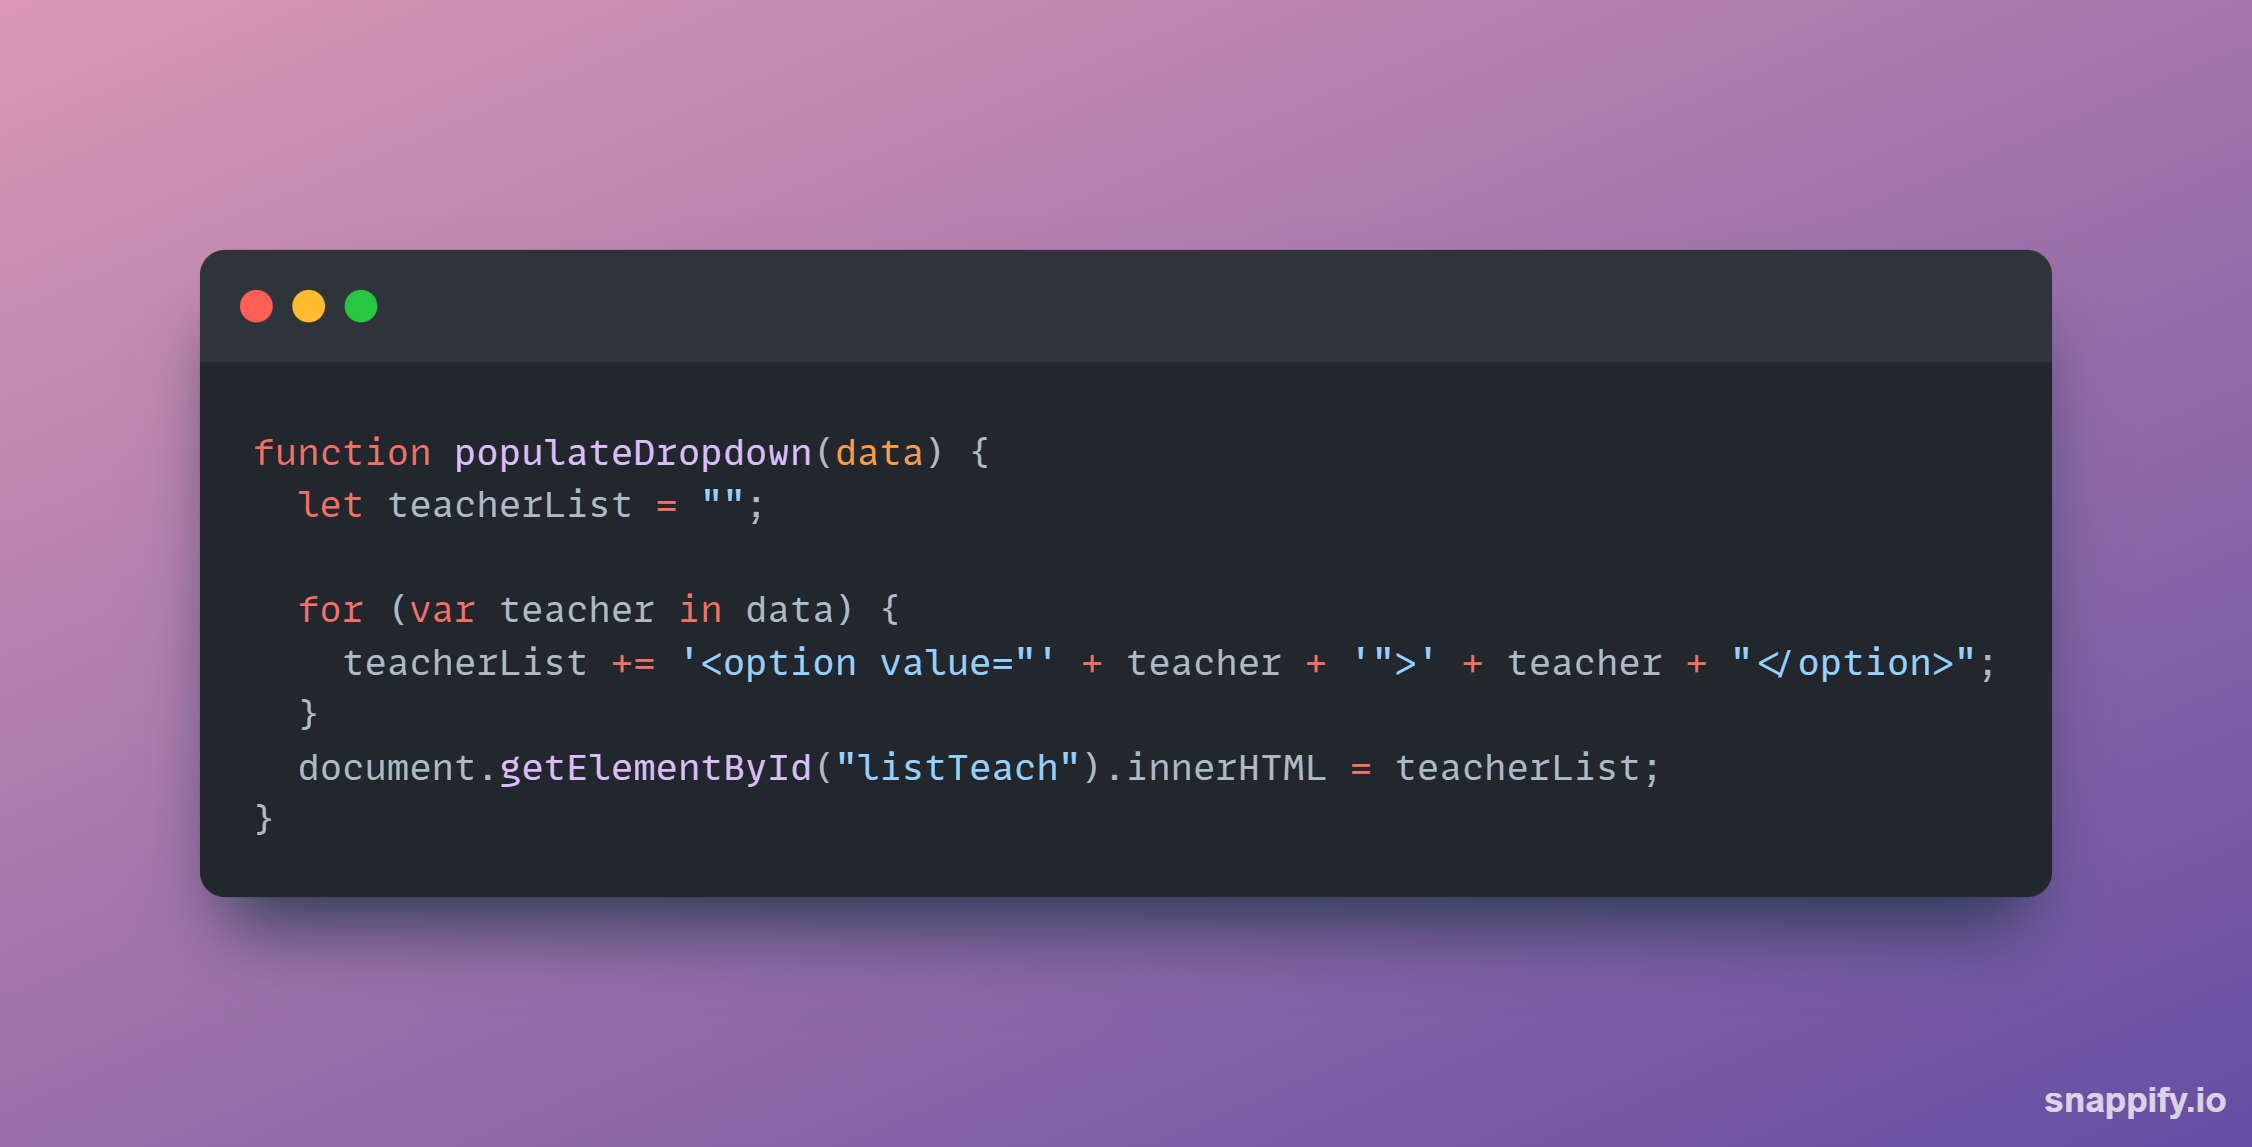 function populateDropdown(data) {
  let teacherList = "";
  for (var teacher in data) {
    teacherList += '<option value="' + teacher + '">' + teacher + "</option>";
  }
  document.getElementById("listTeach").innerHTML = teacherList;
}
snappify.io